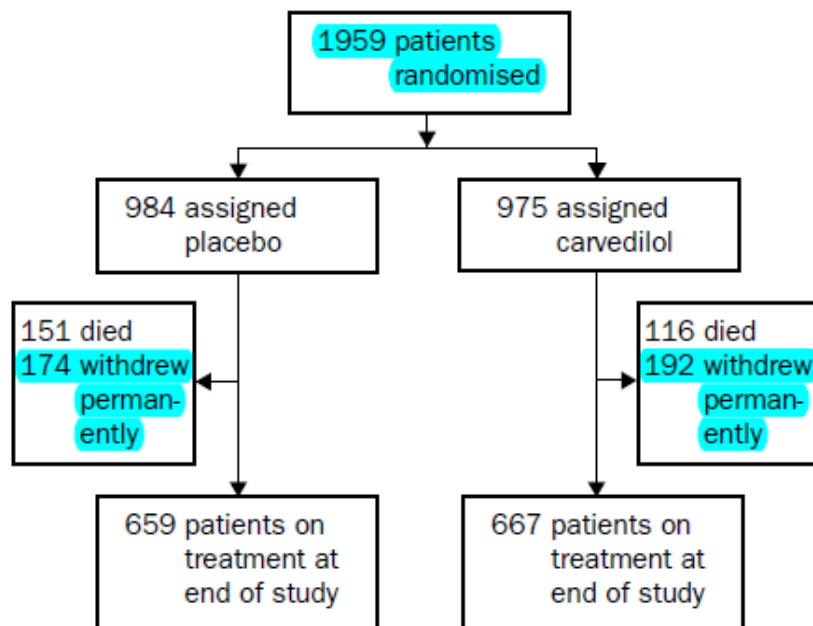 1959 patients
randomised
984 assigned
placebo
975 assigned
carvedilol
151 died
174 withdrew
perman-
ently
116 died
192 withdrew
perman-
ently
659 patients on
treatment at
end of study
667 patients on
treatment at
end of study